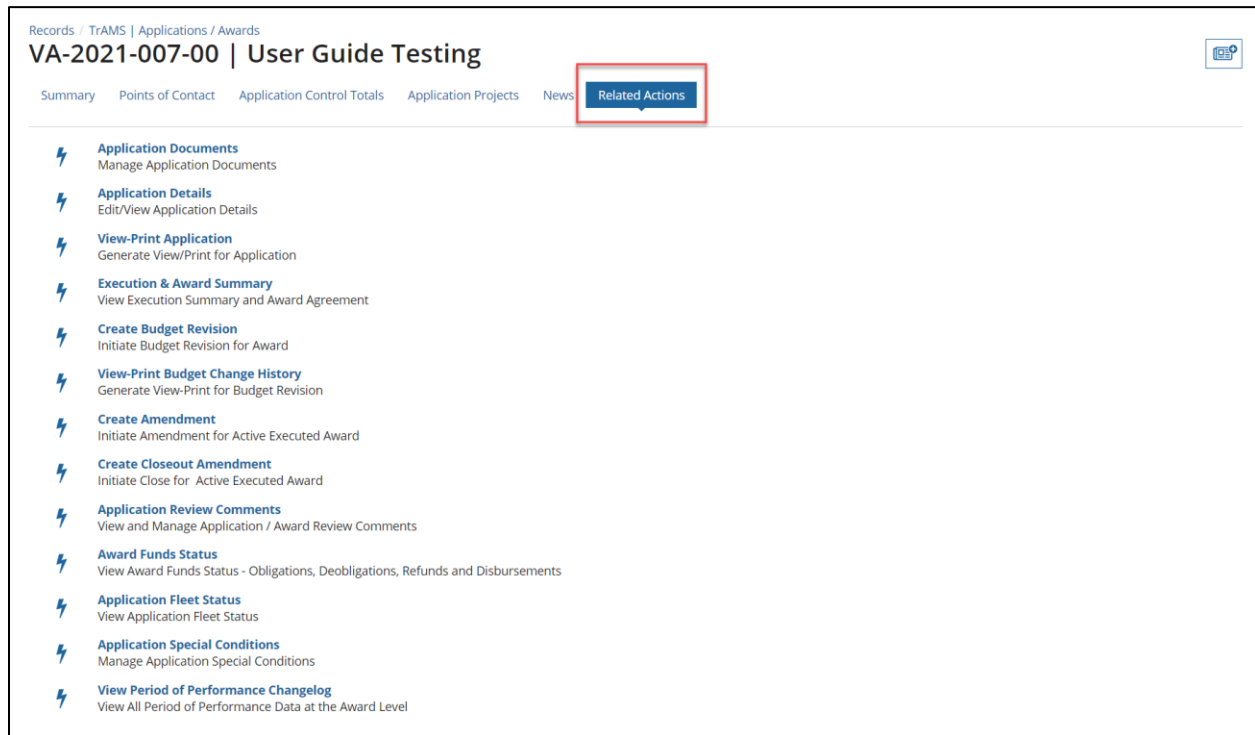 Records / TrAMS | Applications / Awards
VA-2021-007-00 | User Guide Testing
Summary Points of Contact Application Control Totals Application Projects News Related Actions
Application Documents
Manage Application Documents
Application Details
Edit/View Application Details
View-Print Application
Generate View/Print for Application
Execution & Award Summary
View Execution Summary and Award Agreement
Create Budget Revision
Initiate Budget Revision for Award
View-Print Budget Change History
Generate View-Print for Budget Revision
Create Amendment
Initiate Amendment for Active Executed Award
Create Closeout Amendment
Initiate Close for Active Executed Award
Application Review Comments
View and Manage Application / Award Review Comments
Award Funds Status
View Award Funds Status - Obligations, Deobligations, Refunds and Disbursements
Application Fleet Status
View Application Fleet Status
Application Special Conditions
Manage Application Special Conditions
View Period of Performance Changelog
View All Period of Performance Data at the Award Level